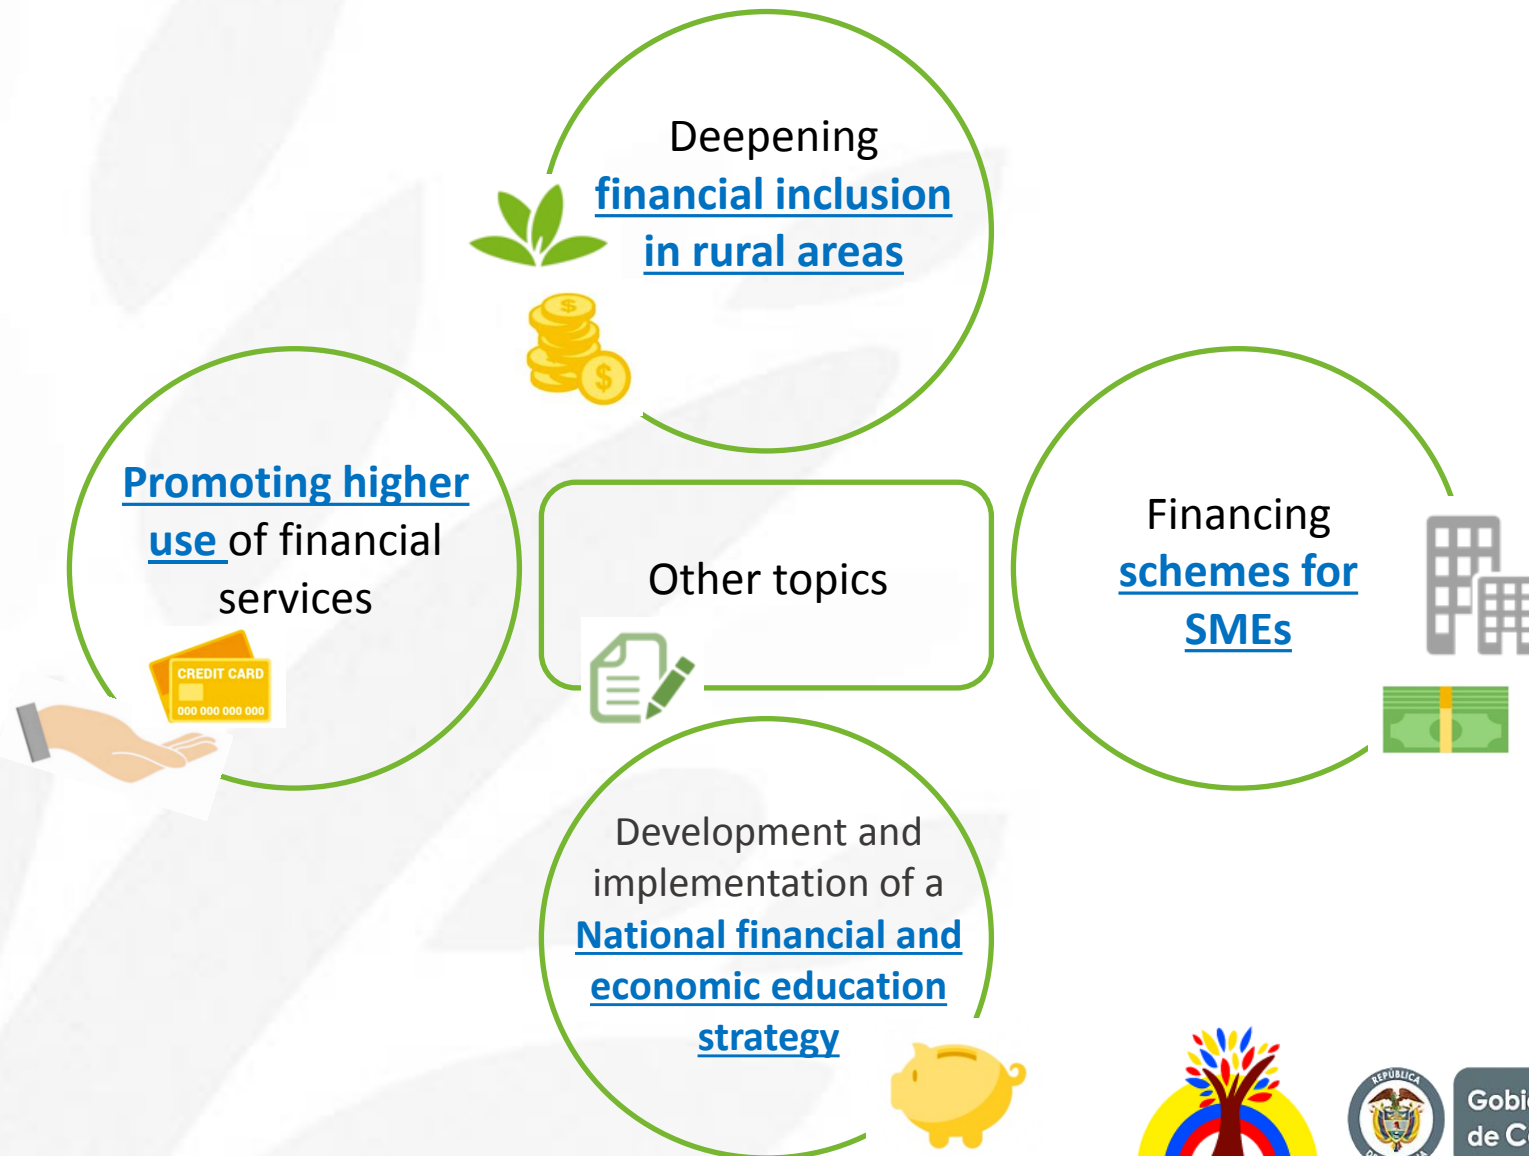 Deepening
financial inclusion
in rural areas
$
$
Promoting higher
use of financial
services
CREDIT CARD
000 000 000 000
Other topics
Financing
schemes for
SMEs
Development and
implementation of a
National financial and
economic education
strategy
REPÚBLICA